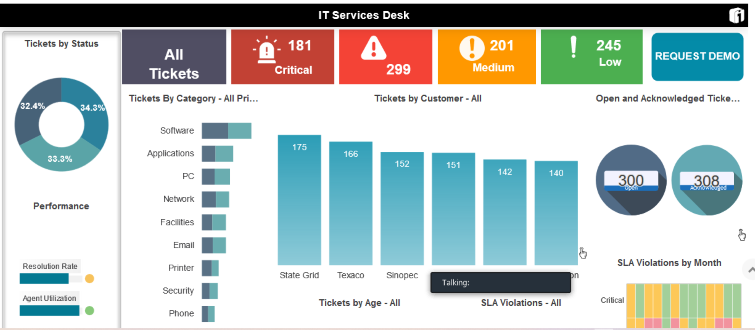 IT Services Desk
Tickets by Status
32.4%
34.3%
33.3%
Performance
Resolution Rate
Agent Utilization
All
Tickets
181
Critical
299
201
Medium
245
Low
REQUEST DEMO
Tickets By Category - All Pri...
Software
Applications
PC
Network
Facilities
Email
Printer
Security
Phone
Tickets by Customer - All
175
166
152
151
142
140
State Grid
Texaco
Sinopec
on
Talking:
Tickets by Age - All
SLA Violations - All
Open and Acknowledged Ticke...
300
Open
308
Acknowledged
SLA Violations by Month
Critical